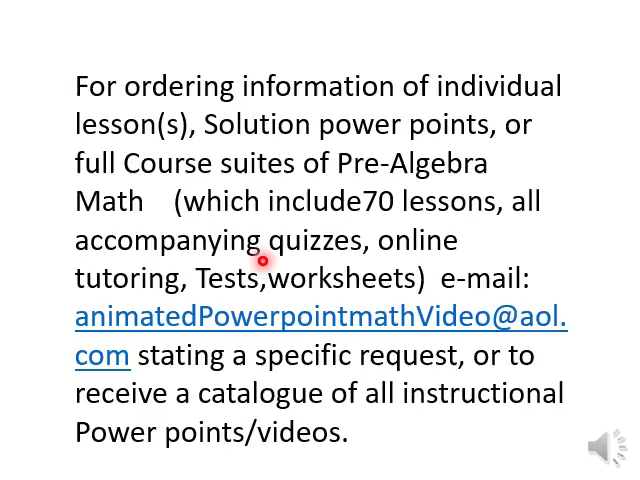 For ordering information of individual
lesson(s), Solution power points, or
full Course suites of Pre-Algebra
Math    (which include70 lessons, all
accompanying quizzes, online
tutoring, Tests,worksheets)  e-mail:
animatedPowerpointmathVideo@aol.
com stating a specific request, or to
receive a catalogue of all instructional
Power points/videos.